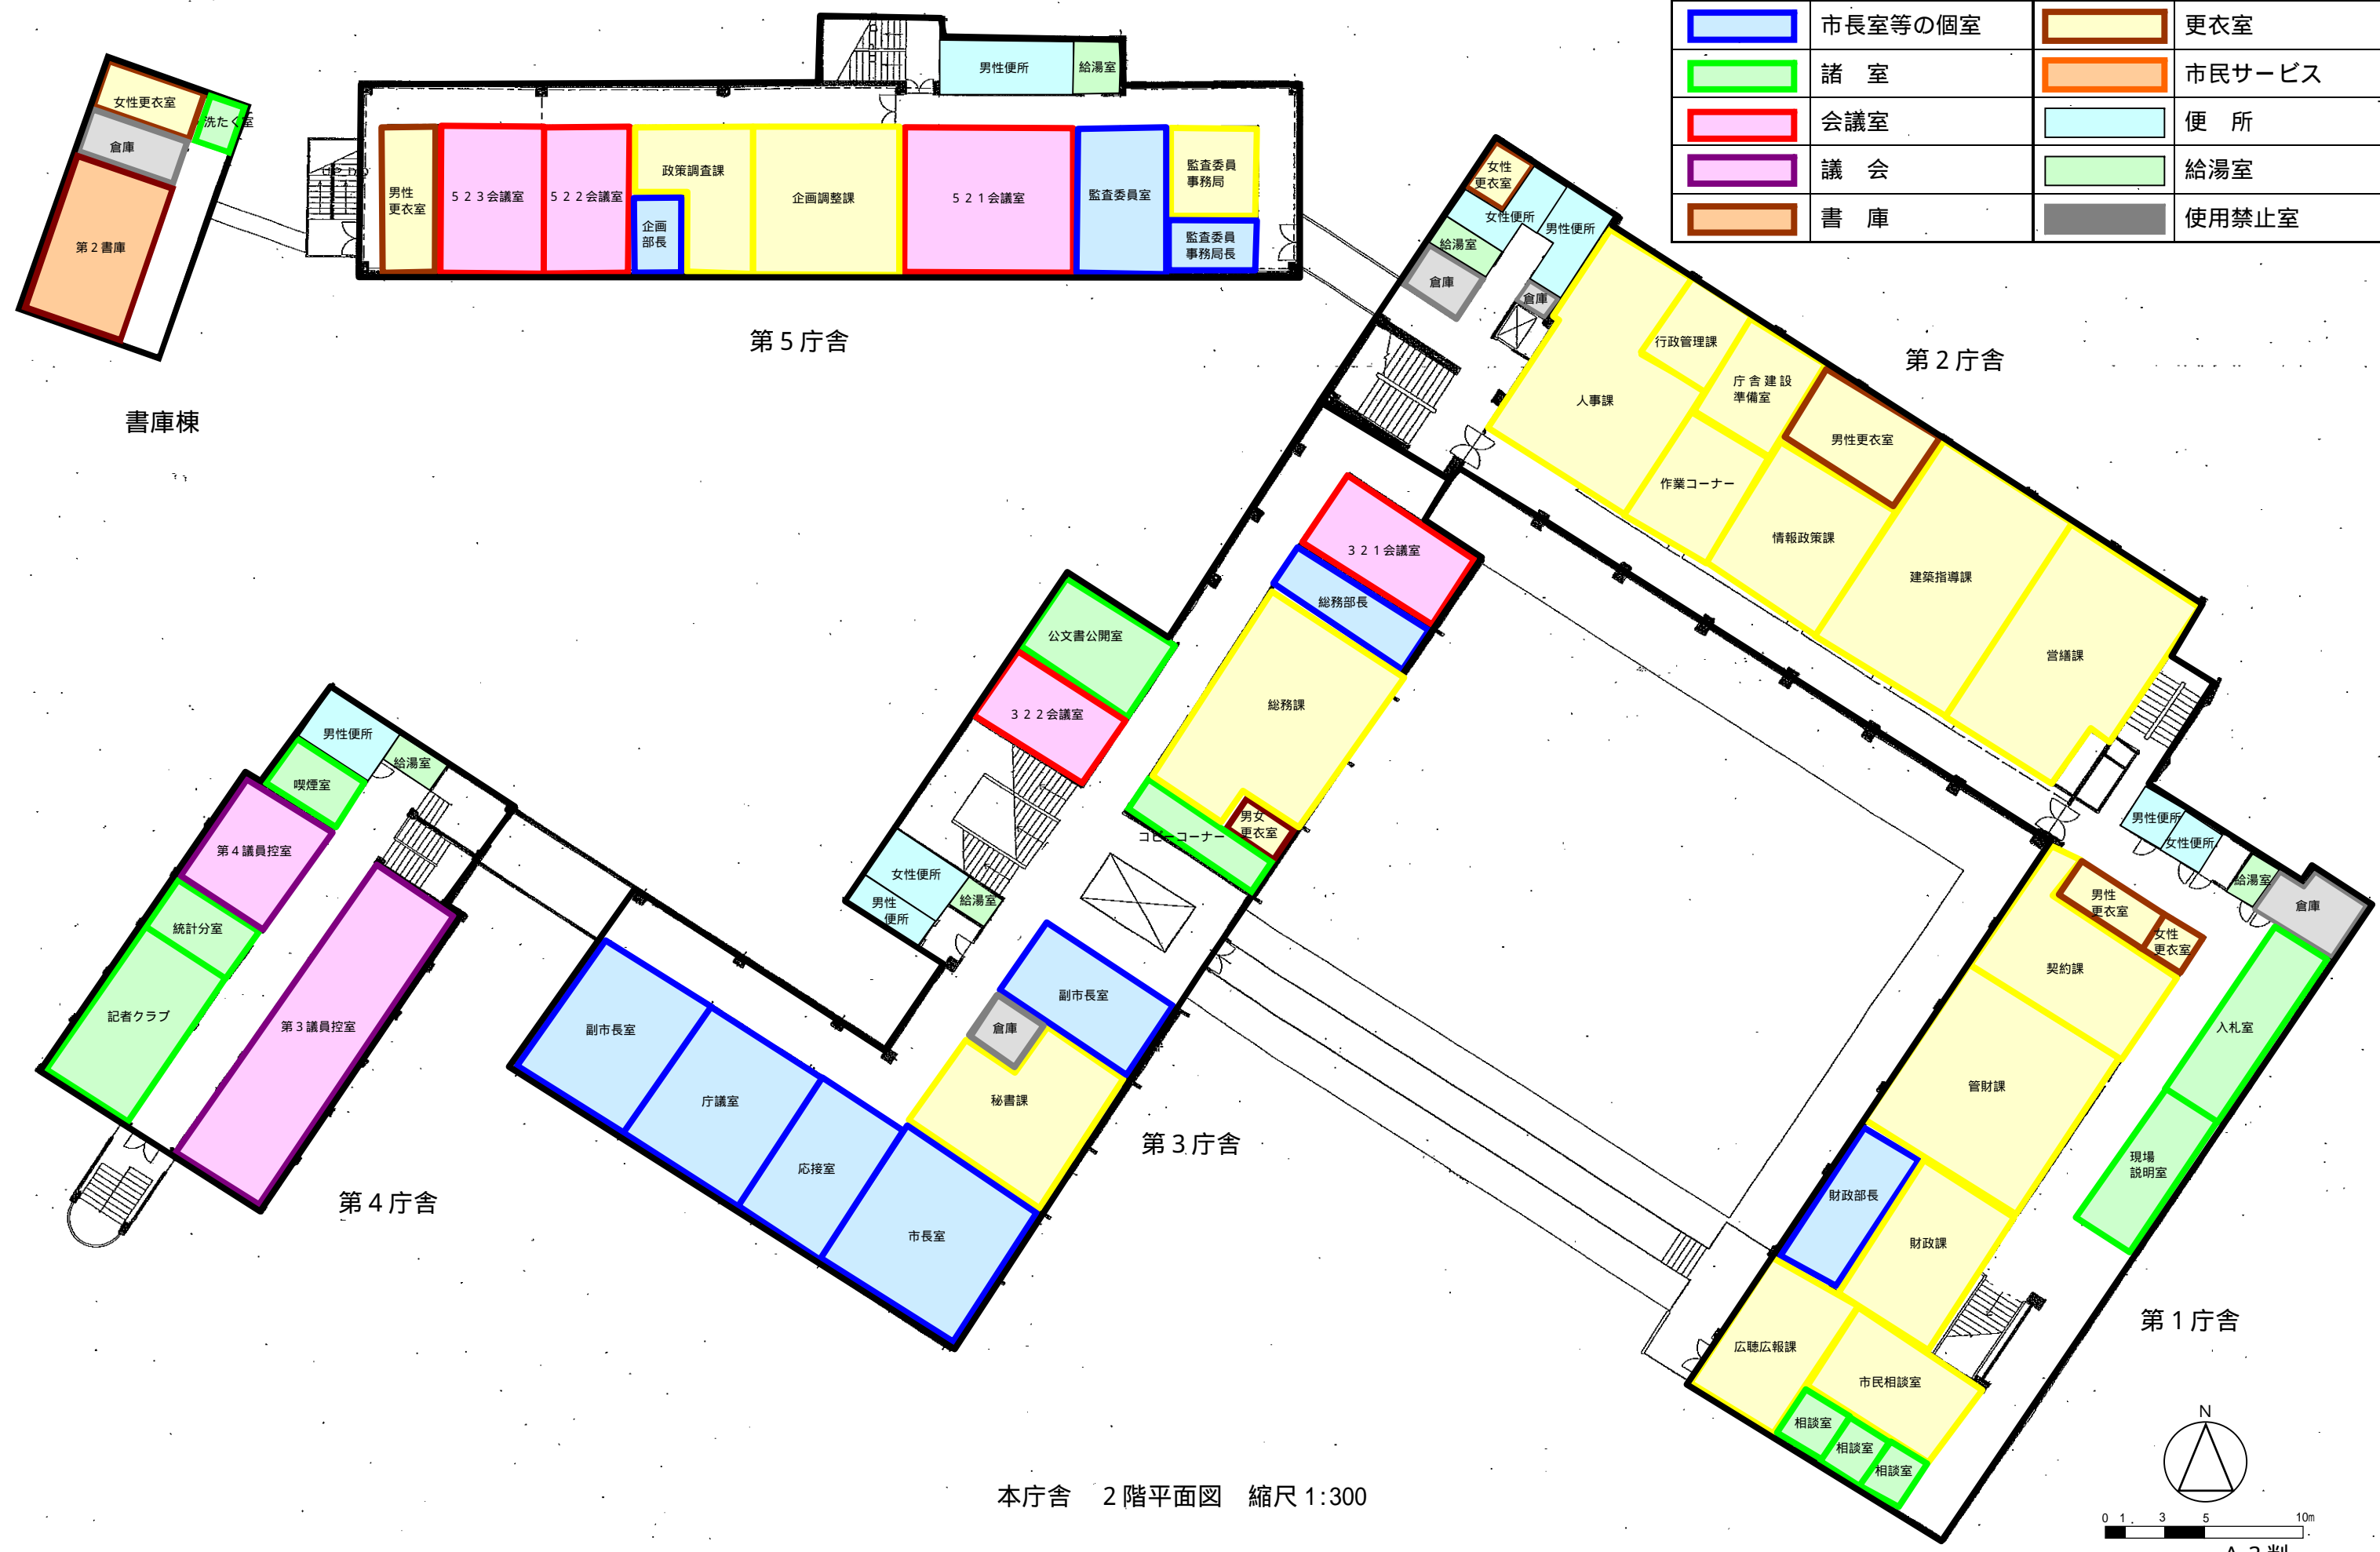 市長室等の個室
更衣室
諸　室
市民サービス
会議室
便　所
議　会
給湯室
書　庫
使用禁止室
女性更衣室
洗たく室
倉庫
第２書庫
書庫棟
男性便所
給湯室
男性
更衣室
５２３会議室
５２２会議室
政策調査課
企画
部長
企画調整課
５２１会議室
監査委員室
監査委員
事務局
監査委員
事務局長
第５庁舎
女性
更衣室
女性便所
男性便所
給湯室
倉庫
倉庫
行政管理課
庁舎建設
準備室
人事課
男性更衣室
作業コーナー
情報政策課
建築指導課
営繕課
第２庁舎
３２１会議室
総務部長
公文書公開室
３２２会議室
総務課
男女
更衣室
コピーコーナー
女性便所
男性
便所
給湯室
副市長室
倉庫
秘書課
副市長室
庁議室
応接室
市長室
第３庁舎
男性便所
給湯室
喫煙室
第４議員控室
統計分室
記者クラブ
第３議員控室
第４庁舎
男性便所
女性便所
給湯室
倉庫
男性
更衣室
女性
更衣室
契約課
入札室
管財課
現場
説明室
財政部長
財政課
広聴広報課
市民相談室
相談室
相談室
相談室
第１庁舎
本庁舎　２階平面図　縮尺1:300
N
0 1 3 5 10m